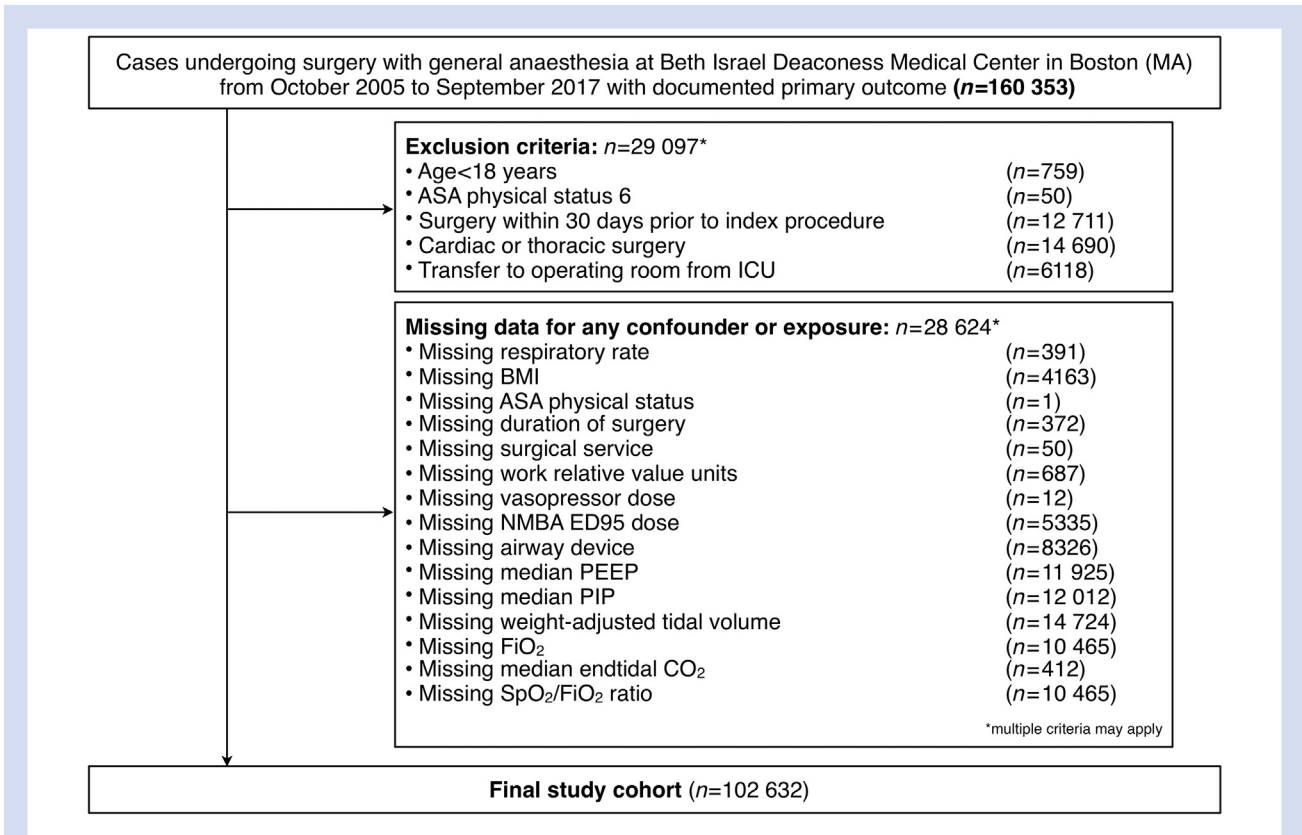 Cases undergoing surgery with general anaesthesia at Beth Israel Deaconess Medical Center in Boston (MA)
from October 2005 to September 2017 with documented primary outcome (n=160 353)
Exclusion criteria: n=29 097*
• Age<18 years (n=759)
• ASA physical status 6 (n=50)
• Surgery within 30 days prior to index procedure (n=12 711)
• Cardiac or thoracic surgery (n=14 690)
• Transfer to operating room from ICU (n=6118)
Missing data for any confounder or exposure: n=28 624*
• Missing respiratory rate (n=391)
• Missing BMI (n=4163)
• Missing ASA physical status (n=1)
• Missing duration of surgery (n=372)
• Missing surgical service (n=50)
• Missing work relative value units (n=687)
• Missing vasopressor dose (n=12)
• Missing NMBA ED95 dose (n=5335)
• Missing airway device (n=8326)
• Missing median PEEP (n=11 925)
• Missing median PIP (n=12 012)
• Missing weight-adjusted tidal volume (n=14 724)
• Missing FiO₂ (n=10 465)
• Missing median endtidal CO₂ (n=412)
• Missing SpO₂/FiO₂ ratio (n=10 465)
*multiple criteria may apply
Final study cohort (n=102 632)